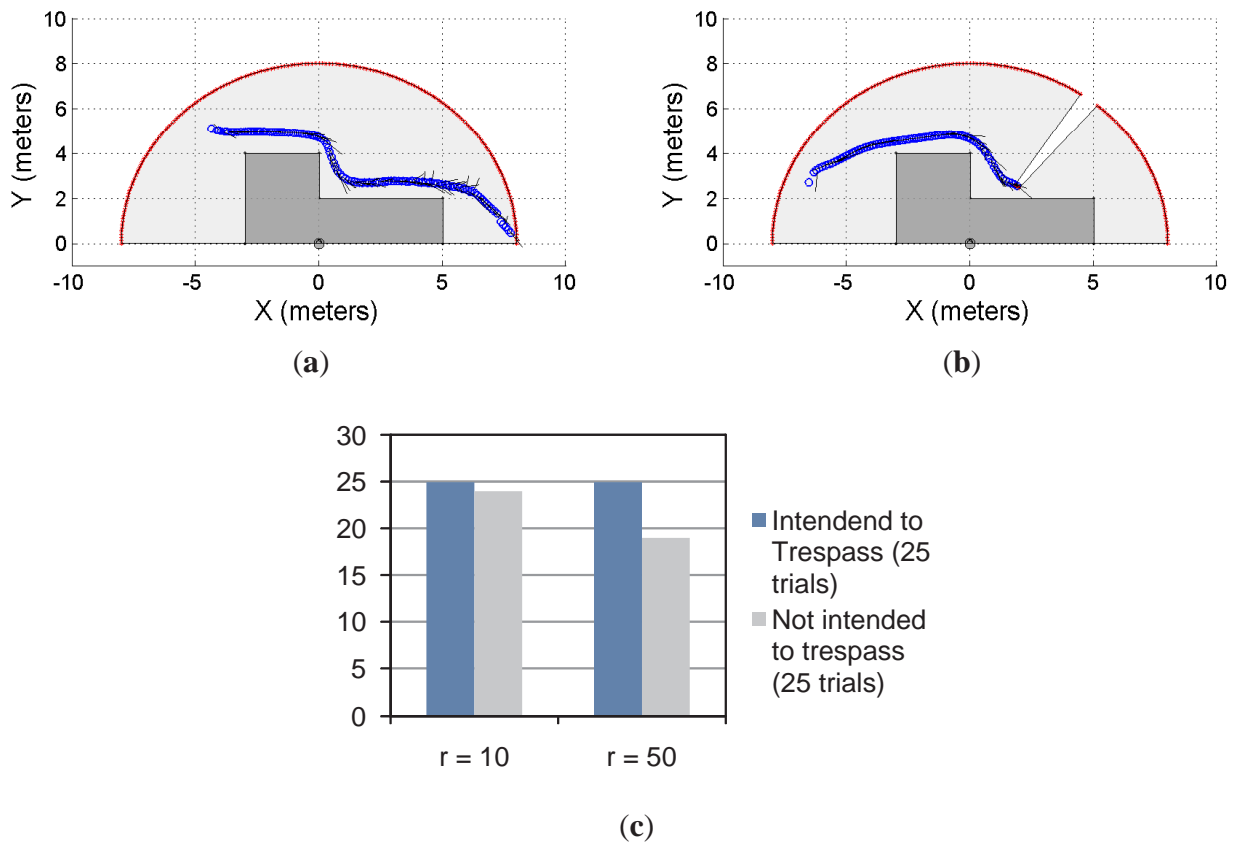 10
8
6
4
2
0
-10
-5
0
5
10
Y (meters)
X (meters)
(a)
10
8
6
4
2
0
-10
-5
0
5
10
Y (meters)
X (meters)
(b)
30
25
20
15
10
5
0
r = 10
r = 50
Intendend to
Trespass (25
trials)
Not intended
to trespass
(25 trials)
(c)